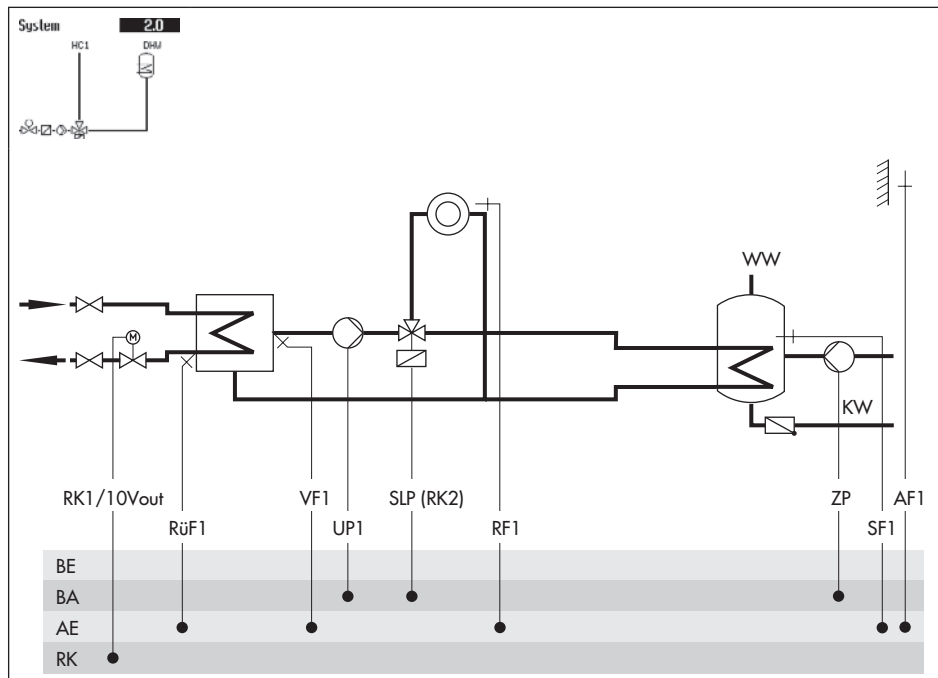 System 2.0
HC1 DHW
WW
M
KW
RK1/10Vout VF1 SLP (RK2) ZP AF1
RüF1 UP1 RF1 SF1
BE
BA
AE
RK